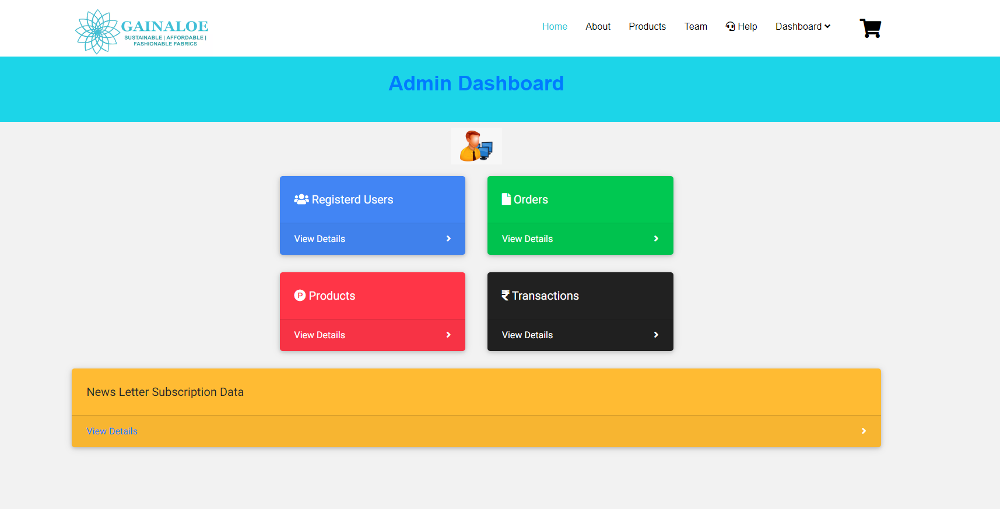 GAINALOE
SUSTAINABLE | AFFORDABLE |
FASHIONABLE FABRICS
Home About Products Team Help Dashboard
Admin Dashboard
Registerd Users
View Details
Orders
View Details
P Products
View Details
₹ Transactions
View Details
News Letter Subscription Data
View Details